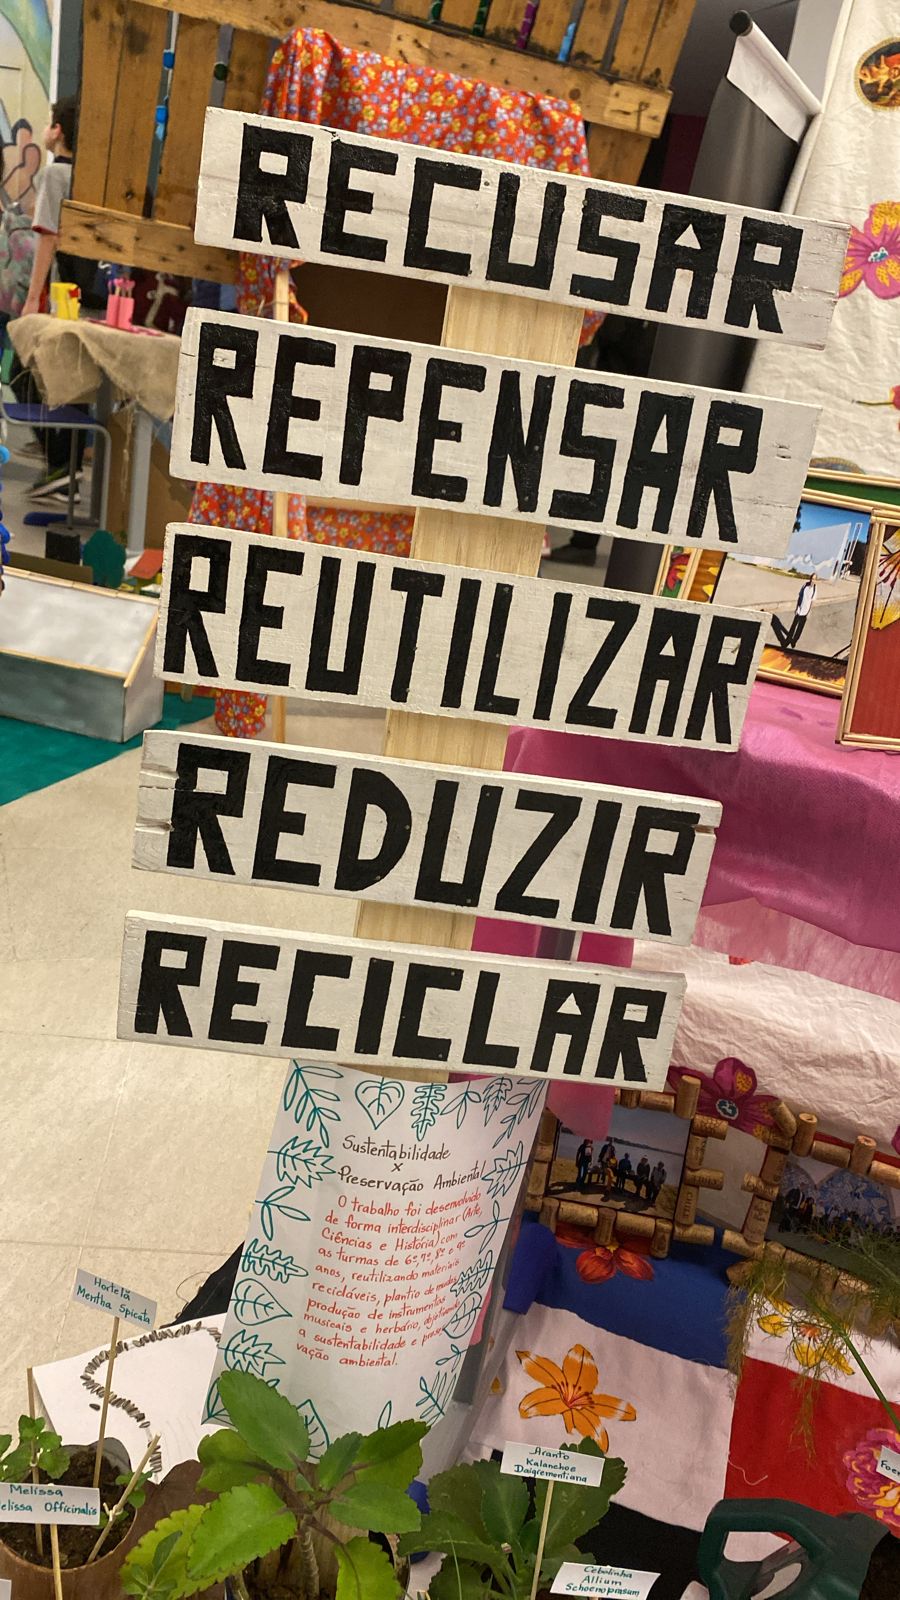 RECUSAR
REPENSAR
REUTILIZAR
REDUZIR
RECICLAR
Sustentabilidade
x
Preservação Ambiental
O trabalho foi desenvolvido
de forma interdisciplinar (Arte,
Ciências e História) com
as turmas de 6º, 7º, 8º e 9º
anos, reutilizando materiais
recicláveis, plantio de mudas,
produção de instrumentos
musicais e herbário, objetivando
a sustentabilidade e preser
vação ambiental.
Hortelã
Mentha Spicata
Melissa
elissa Officinalis
Aranto
Kalanchoe
Daigremontiana
Cebolinha
Allium
Schoenoprasum